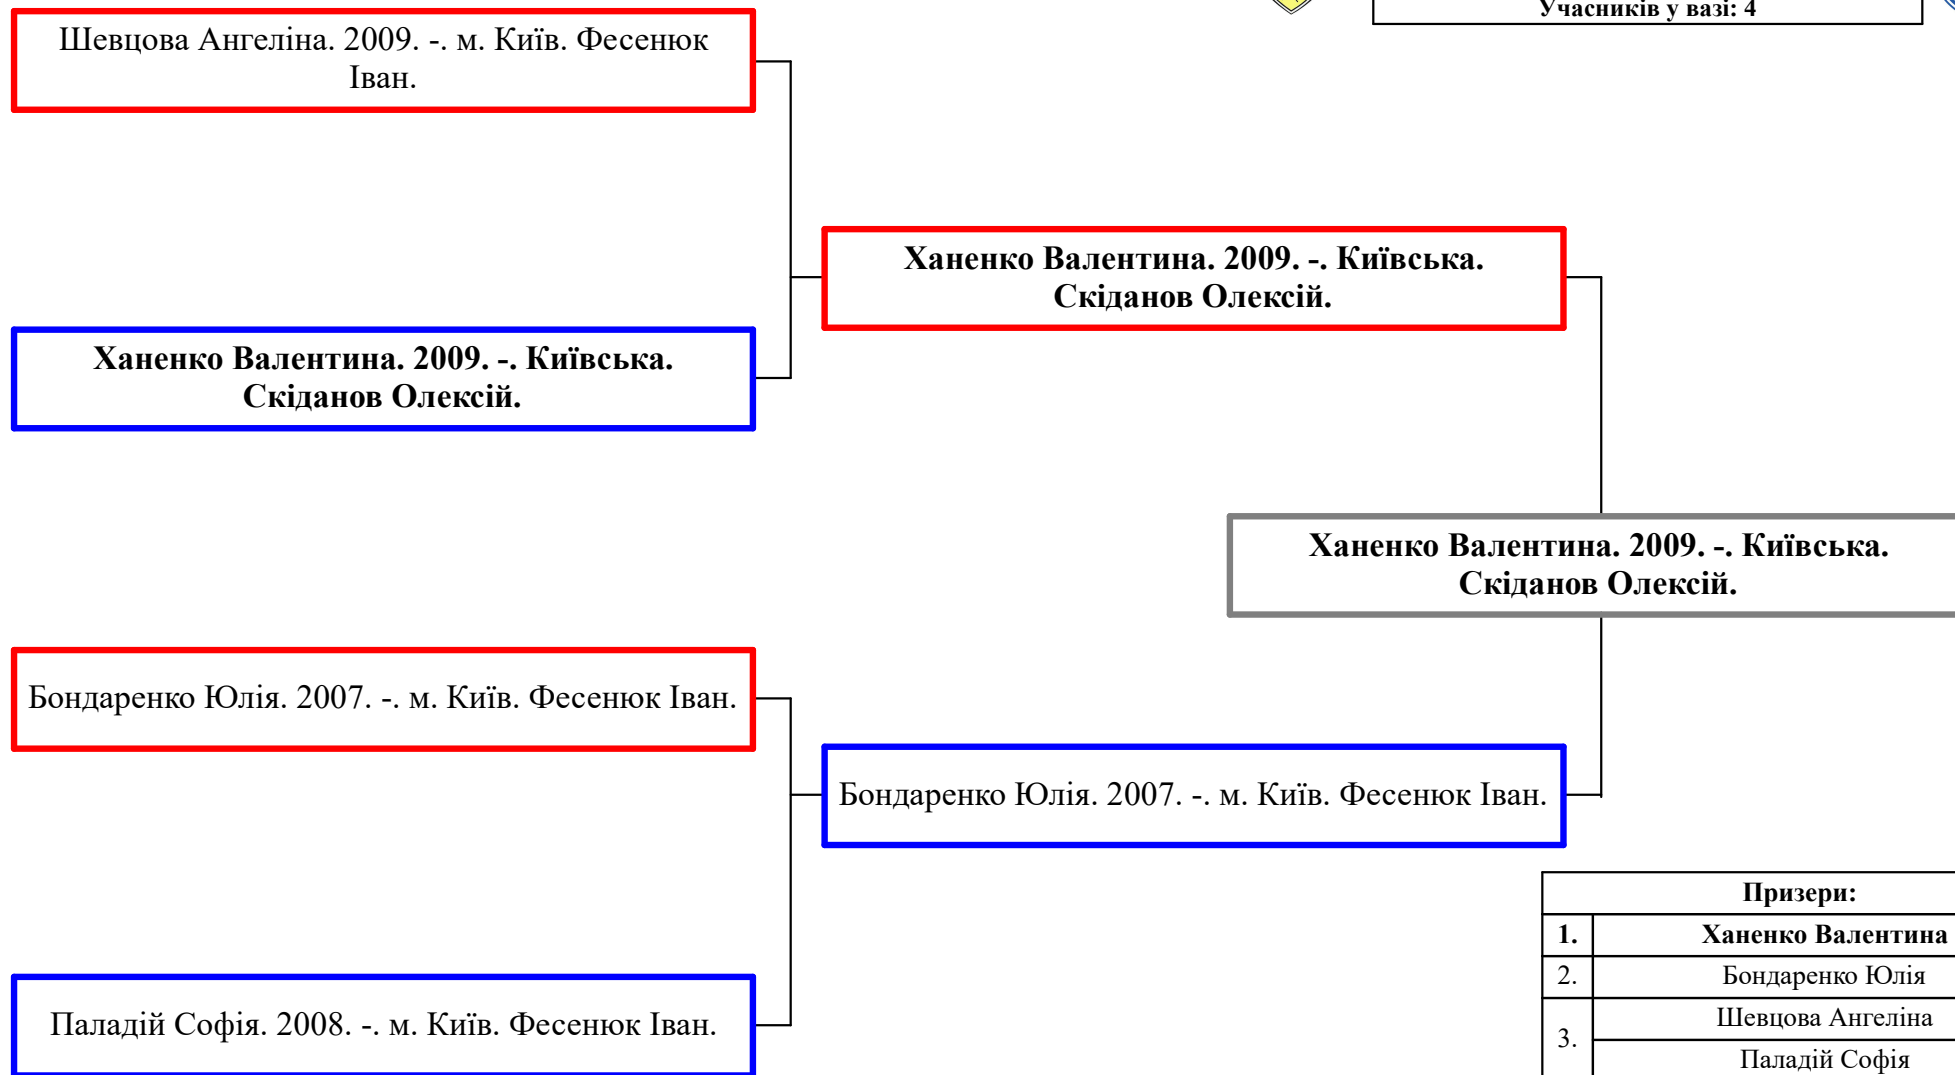 Учасників у вазі: 4
Шевцова Ангеліна. 2009. -. м. Київ. Фесенюк
Іван.
Ханенко Валентина. 2009. -. Київська.
Скіданов Олексій.
Ханенко Валентина. 2009. -. Київська.
Скіданов Олексій.
Ханенко Валентина. 2009. -. Київська.
Скіданов Олексій.
Бондаренко Юлія. 2007. -. м. Київ. Фесенюк Іван.
Бондаренко Юлія. 2007. -. м. Київ. Фесенюк Іван.
Паладій Софія. 2008. -. м. Київ. Фесенюк Іван.
Призери:
1. Ханенко Валентина
2. Бондаренко Юлія
3. Шевцова Ангеліна
Паладій Софія